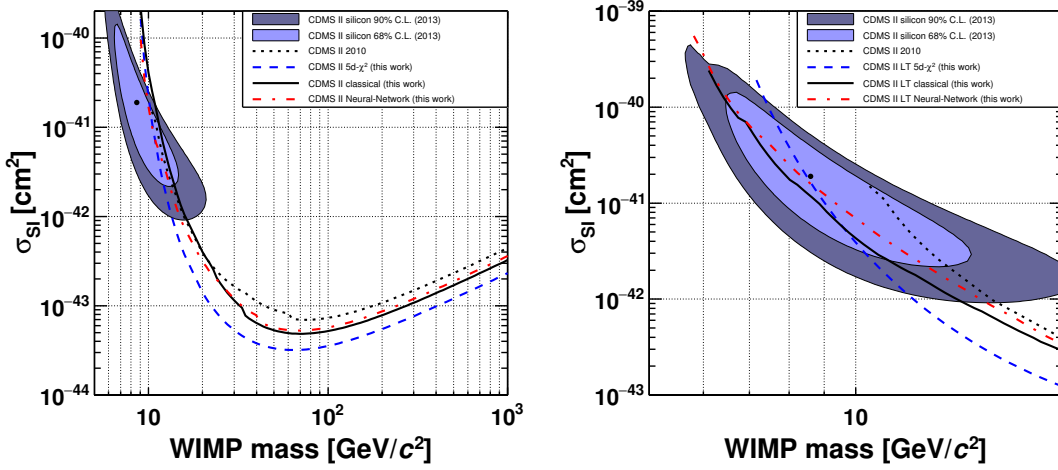 CDMS II silicon 90% C.L. (2013)
CDMS II silicon 68% C.L. (2013)
CDMS II 2010
CDMS II 5d-χ² (this work)
CDMS II classical (this work)
CDMS II Neural-Network (this work)
σSI [cm²]
10⁻⁴⁰
10⁻⁴¹
10⁻⁴²
10⁻⁴³
10⁻⁴⁴
10
10²
10³
WIMP mass [GeV/c²]
CDMS II silicon 90% C.L. (2013)
CDMS II silicon 68% C.L. (2013)
CDMS II 2010
CDMS II LT 5d-χ² (this work)
CDMS II LT classical (this work)
CDMS II LT Neural-Network (this work)
σSI [cm²]
10⁻³⁹
10⁻⁴⁰
10⁻⁴¹
10⁻⁴²
10⁻⁴³
10
WIMP mass [GeV/c²]